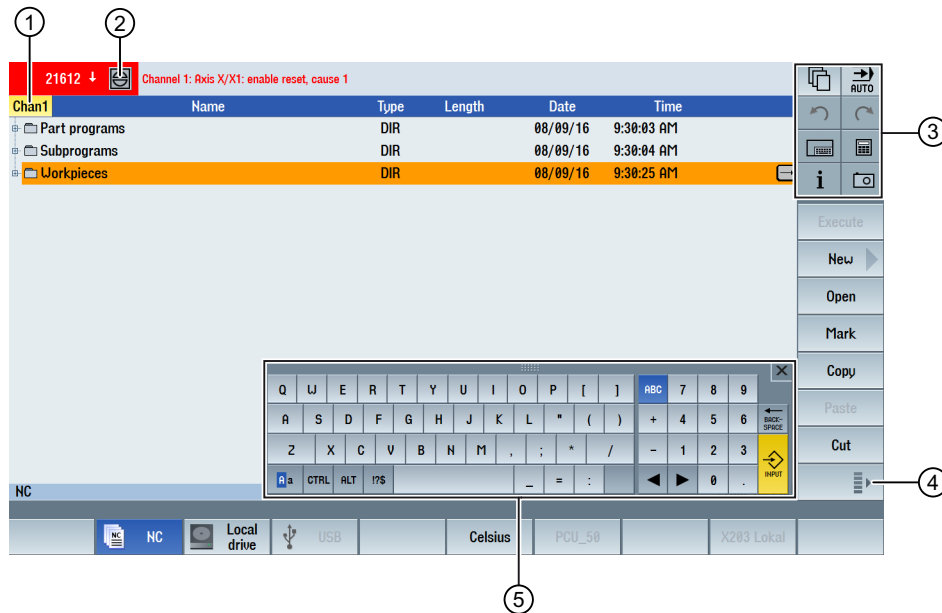 1
2
21612
Channel 1: Axis X/X1: enable reset, cause 1
AUTO
Chan1 Name Type Length Date Time
Part programs DIR 08/09/16 9:30:03 AM
3
Subprograms DIR 08/09/16 9:30:04 AM
Workpieces DIR 08/09/16 9:30:25 AM
i
Execute
New
Open
Mark
Copy
Paste
Cut
Q W E R T Y U I O P [ ] ABC 7 8 9
A S D F G H J K L " ( ) + 4 5 6 BACK-
SPACE
Z X C V B N M , ; * / - 1 2 3
INPUT
Aa CTRL ALT !?$ _ = : 0 .
4
NC
NC
NC
Local
drive
USB
Celsius
PCU_50
X203 Lokal
5